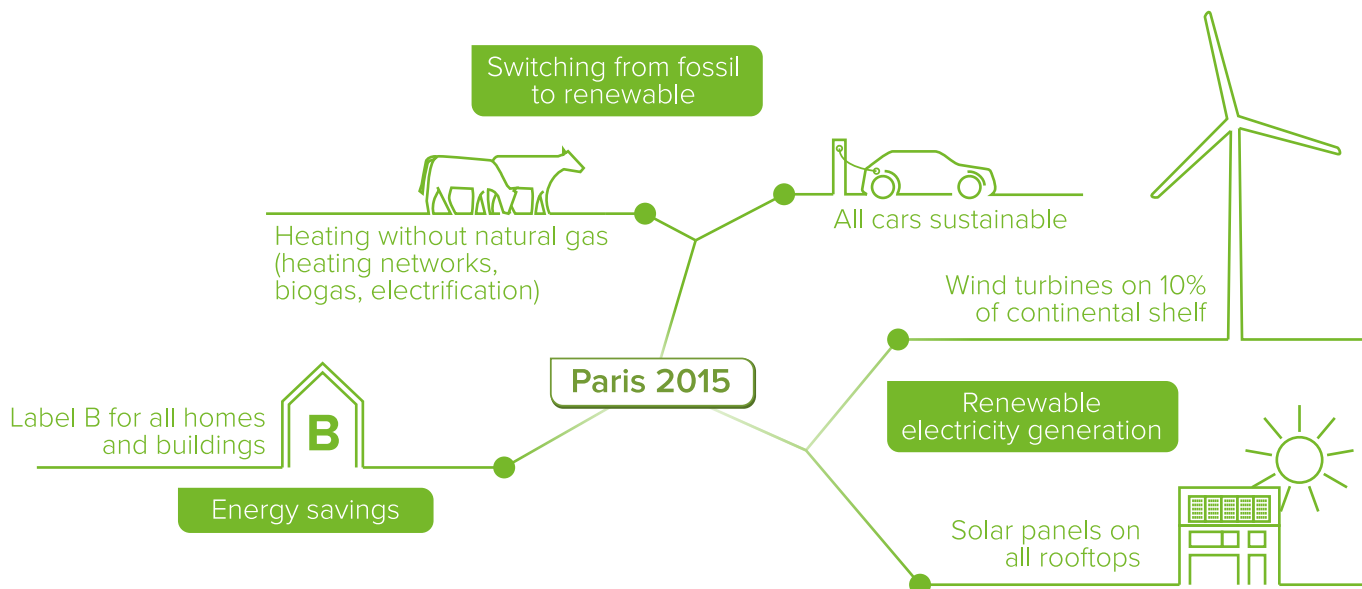 Switching from fossil
to renewable
Heating without natural gas
(heating networks,
biogas, electrification)
All cars sustainable
Wind turbines on 10%
of continental shelf
Paris 2015
Label B for all homes
and buildings
B
Energy savings
Renewable
electricity generation
Solar panels on
all rooftops